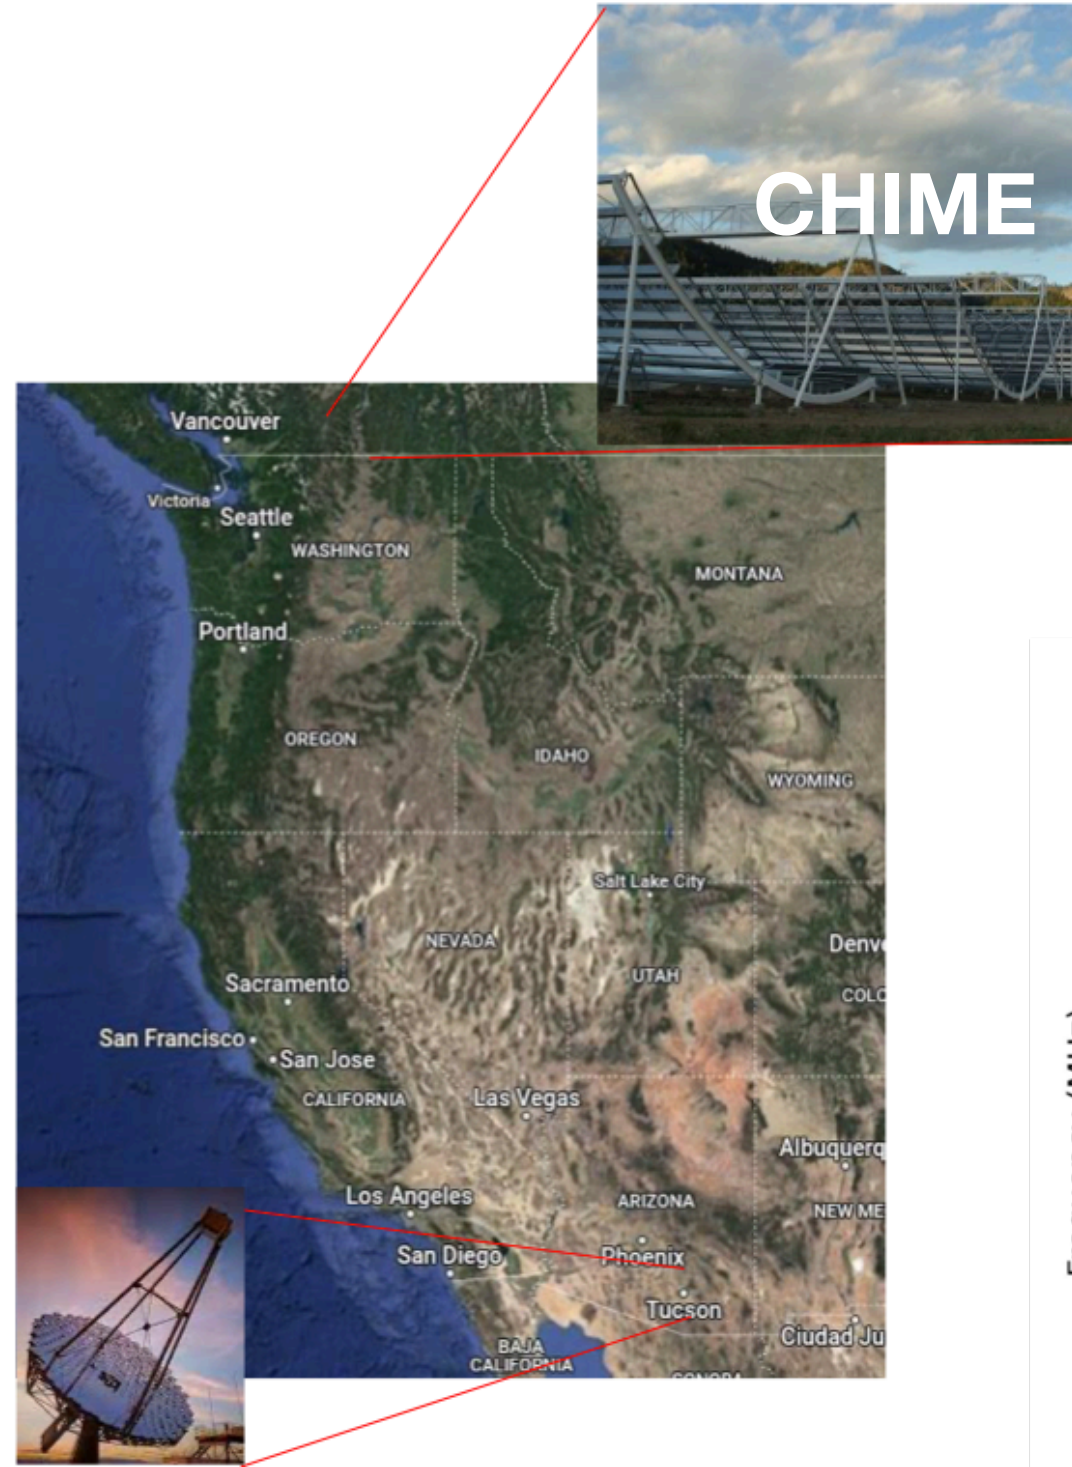 CHIME
Vancouver
Victoria
Seattle
WASHINGTON
MONTANA
Portland
OREGON
IDAHO
WYOMING
Salt Lake City
NEVADA
Denve
UTAH
COLO
Sacramento
San Francisco
San Jose
CALIFORNIA
Las Vegas
Albuquerq
Los Angeles
ARIZONA
NEW ME
San Diego
Phoenix
Tucson
Ciudad Ju
BAJA
CALIFORNIA